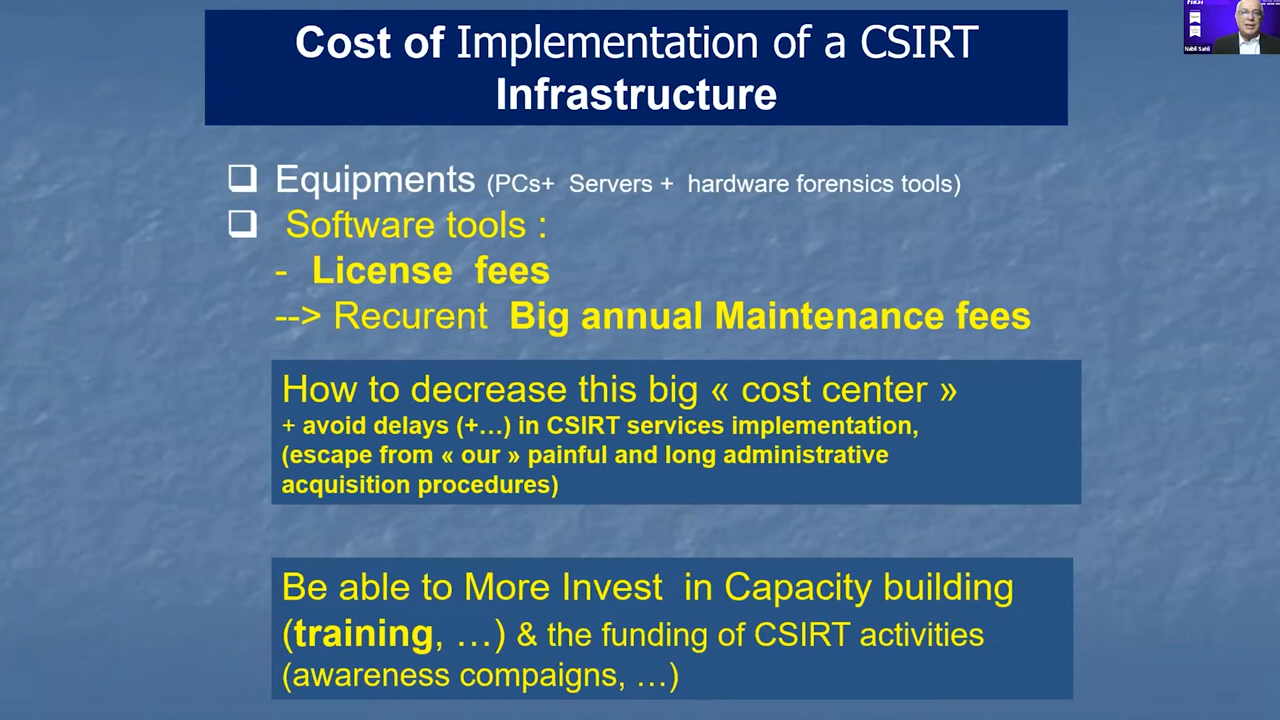 Cost of Implementation of a CSIRT
Infrastructure
Equipments (PCs+ Servers + hardware forensics tools)
Software tools :
- License fees
--> Recurent Big annual Maintenance fees
How to decrease this big « cost center »
+ avoid delays (+…) in CSIRT services implementation,
(escape from « our » painful and long administrative
acquisition procedures)
Be able to More Invest in Capacity building
(training, …) & the funding of CSIRT activities
(awareness compaigns, …)
Nabil Sahli